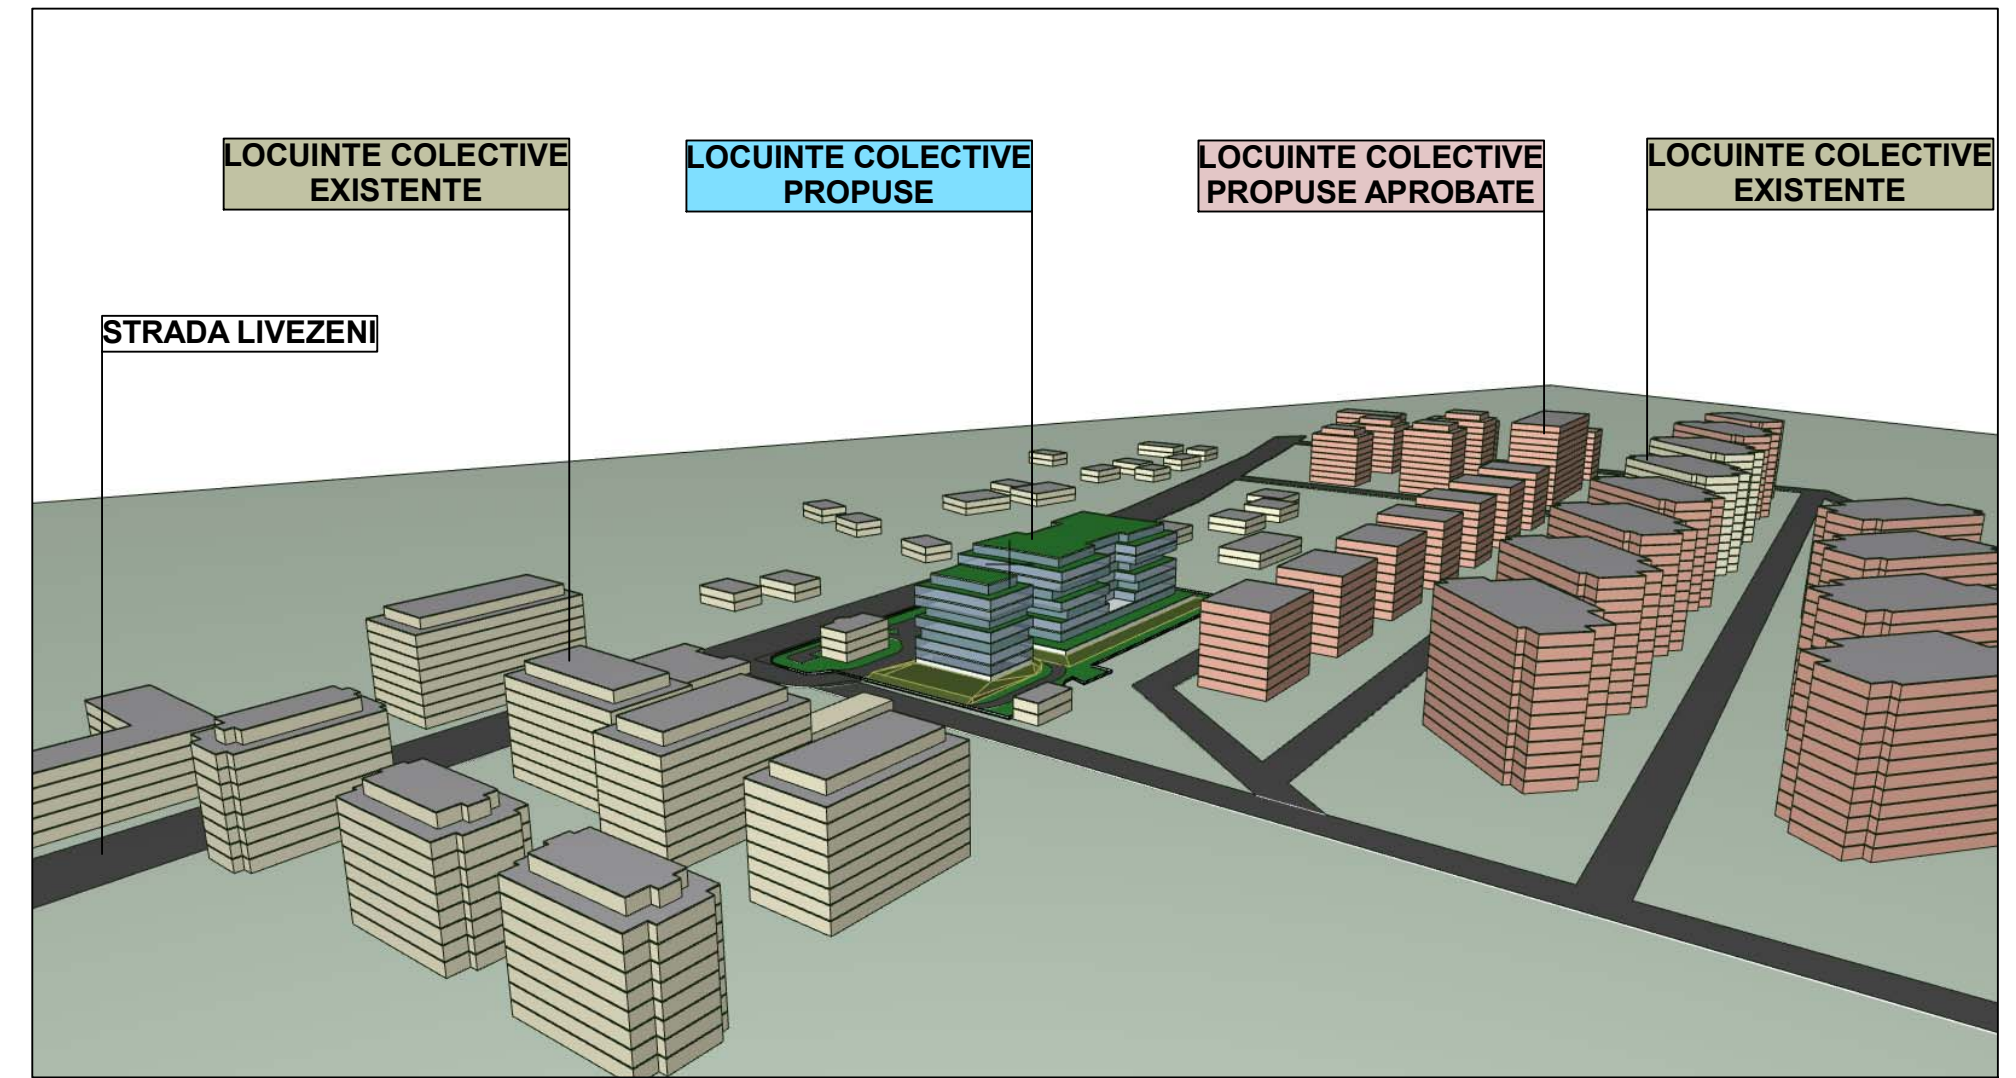 LOCUINTE COLECTIVE
EXISTENTE
LOCUINTE COLECTIVE
PROPUSE
LOCUINTE COLECTIVE
PROPUSE APROBATE
LOCUINTE COLECTIVE
EXISTENTE
STRADA LIVEZENI